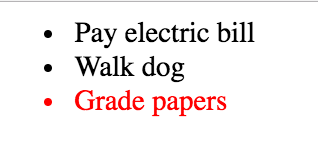 • Pay electric bill
• Walk dog
• Grade papers